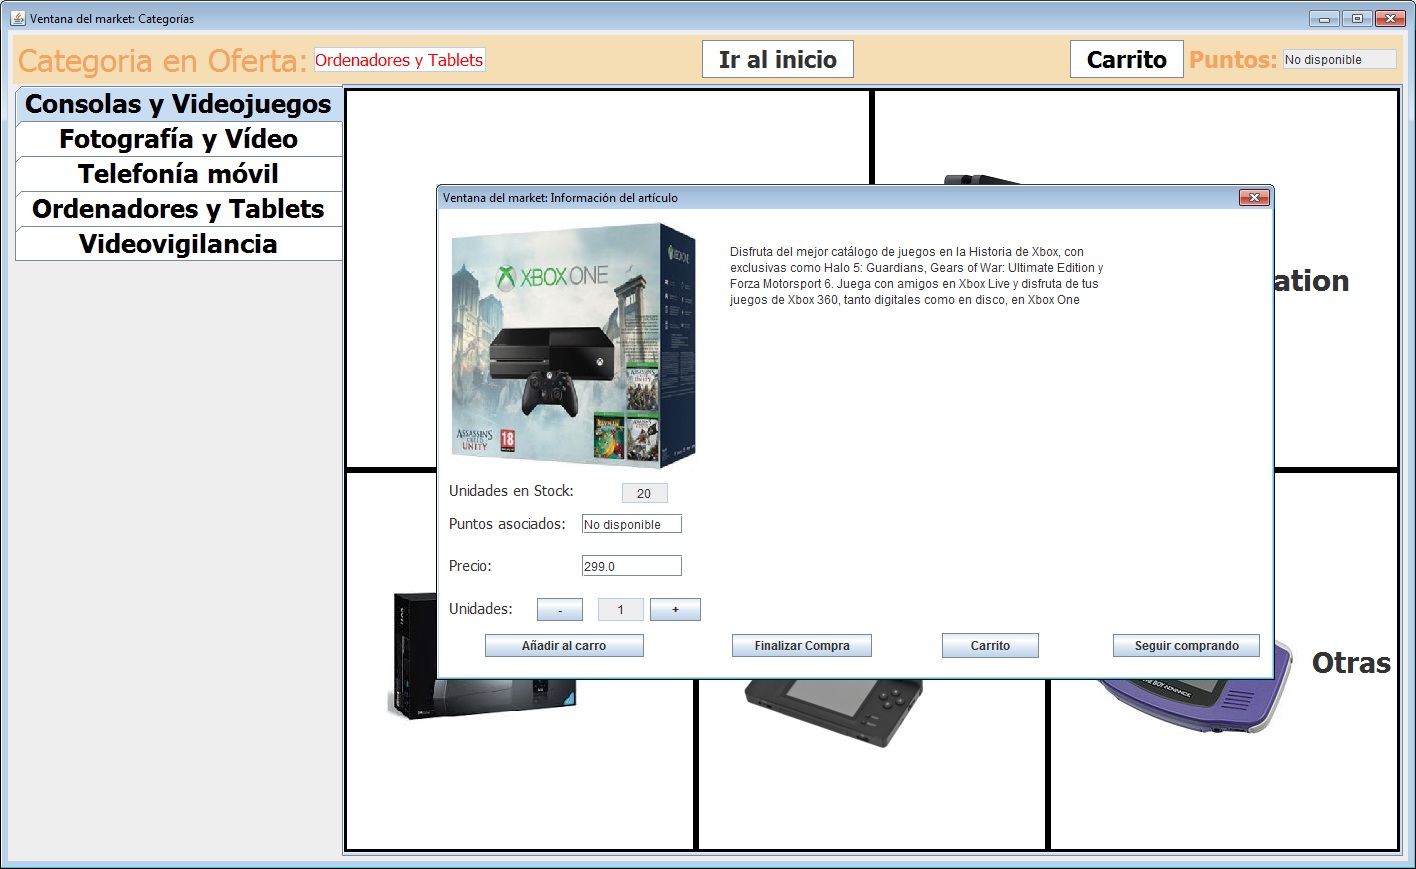 Ventana del market: Categorías
Categoria en Oferta: Ordenadores y Tablets
Ir al inicio
Carrito
Puntos: No disponible
Consolas y Videojuegos
Fotografía y Vídeo
Telefonía móvil
Ordenadores y Tablets
Videovigilancia
ation
Otras
Ventana del market: Información del artículo
XBOX ONE
ASSASSIN'S
CREED
UNITY
18
Disfruta del mejor catálogo de juegos en la Historia de Xbox, con
exclusivas como Halo 5: Guardians, Gears of War: Ultimate Edition y
Forza Motorsport 6. Juega con amigos en Xbox Live y disfruta de tus
juegos de Xbox 360, tanto digitales como en disco, en Xbox One
Unidades en Stock: 20
Puntos asociados: No disponible
Precio: 299.0
Unidades: - 1 +
Añadir al carro
Finalizar Compra
Carrito
Seguir comprando
GAME BOY ADVANCE